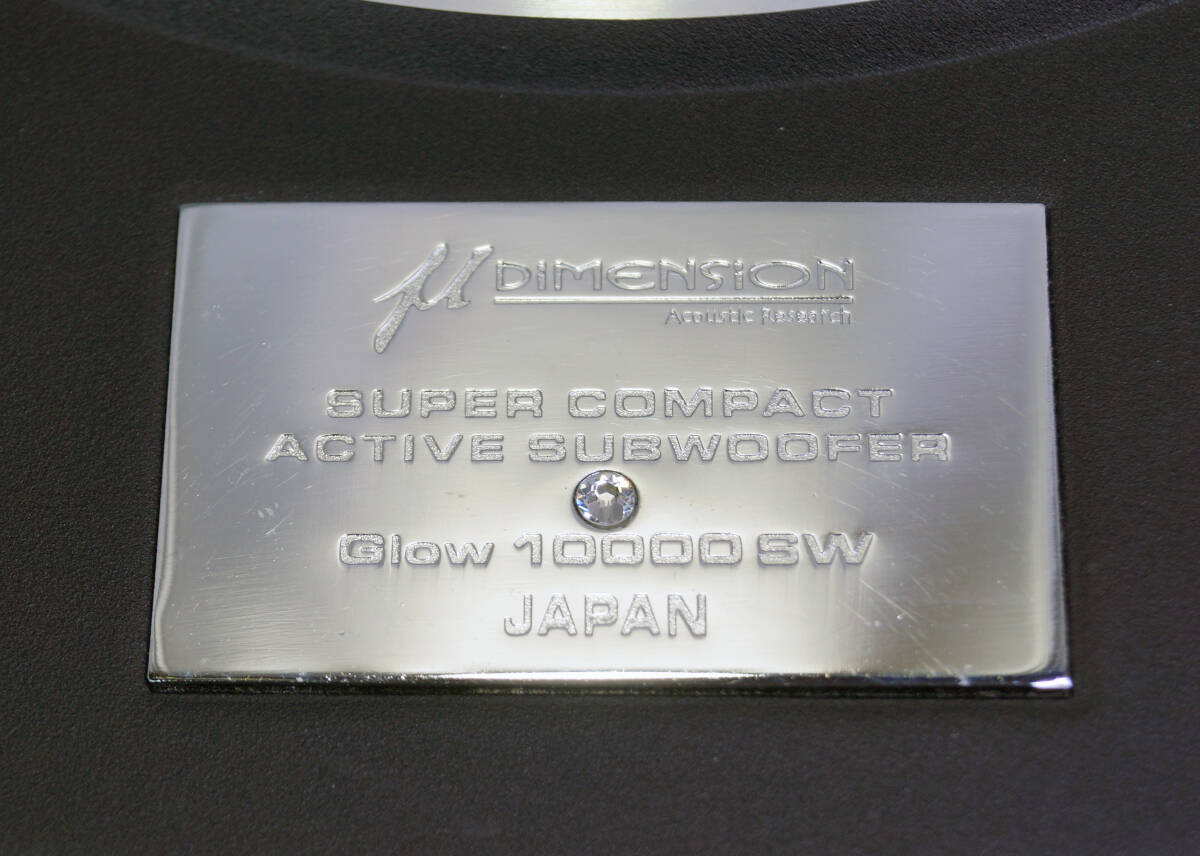 μ DiMENSiON
Acoustic Research
SUPER COMPACT
ACTIVE SUBWOOFER
Glow 10000 SW
JAPAN